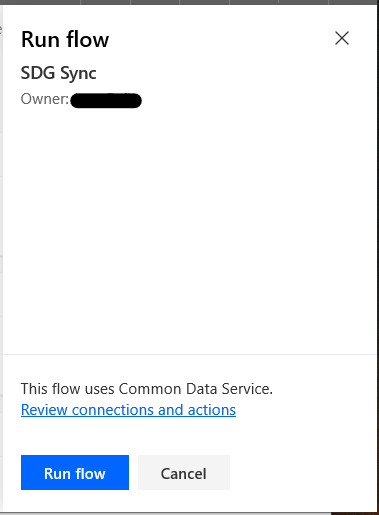 Run flow
SDG Sync
Owner:
This flow uses Common Data Service.
Review connections and actions
Run flow
Cancel